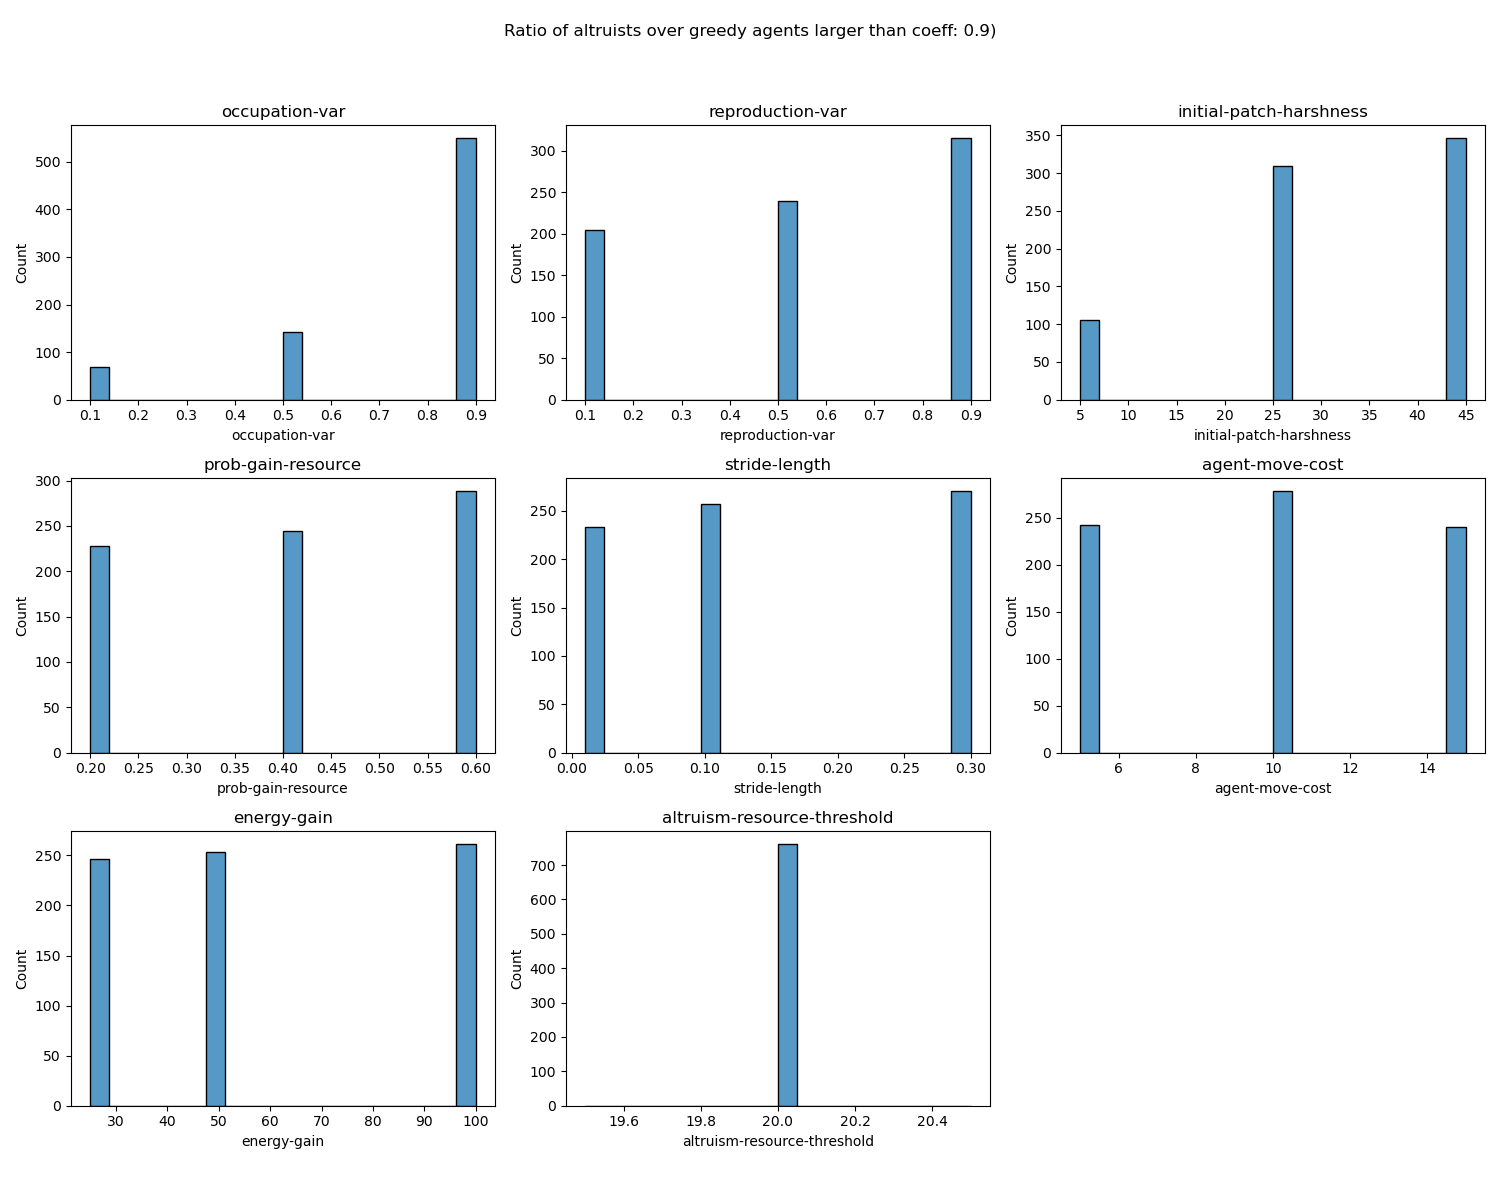 Ratio of altruists over greedy agents larger than coeff: 0.9)
occupation-var
Count
500
400
300
200
100
0
0.1 0.2 0.3 0.4 0.5 0.6 0.7 0.8 0.9
occupation-var
reproduction-var
Count
300
250
200
150
100
50
0
0.1 0.2 0.3 0.4 0.5 0.6 0.7 0.8 0.9
reproduction-var
initial-patch-harshness
Count
350
300
250
200
150
100
50
0
5 10 15 20 25 30 35 40 45
initial-patch-harshness
prob-gain-resource
Count
300
250
200
150
100
50
0
0.20 0.25 0.30 0.35 0.40 0.45 0.50 0.55 0.60
prob-gain-resource
stride-length
Count
250
200
150
100
50
0
0.00 0.05 0.10 0.15 0.20 0.25 0.30
stride-length
agent-move-cost
Count
250
200
150
100
50
0
6 8 10 12 14
agent-move-cost
energy-gain
Count
250
200
150
100
50
0
30 40 50 60 70 80 90 100
energy-gain
altruism-resource-threshold
Count
700
600
500
400
300
200
100
0
19.6 19.8 20.0 20.2 20.4
altruism-resource-threshold